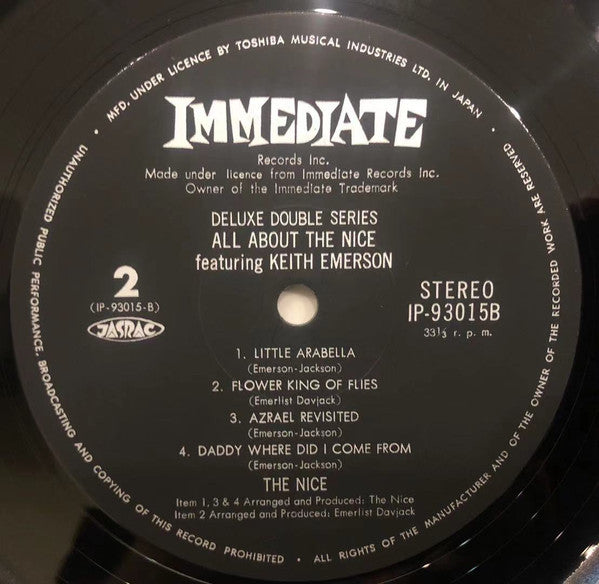 • MFD. UNDER LICENCE BY TOSHIBA MUSICAL INDUSTRIES LTD. IN JAPAN •
IMMEDIATE
Records Inc.
Made under licence from Immediate Records Inc.
Owner of the Immediate Trademark
DELUXE DOUBLE SERIES
ALL ABOUT THE NICE
featuring KEITH EMERSON
2
(IP-93015-B)
JASRAC
STEREO
IP-93015B
33⅓ r. p. m.
1. LITTLE ARABELLA
(Emerson-Jackson)
2. FLOWER KING OF FLIES
(Emerlist Davjack)
3. AZRAEL REVISITED
(Emerson-Jackson)
4. DADDY WHERE DID I COME FROM
(Emerson-Jackson)
THE NICE
Item 1, 3 & 4 Arranged and Produced: The Nice
Item 2 Arranged and Produced: Emerlist Davjack
UNAUTHORIZED PUBLIC PERFORMANCE, BROADCASTING AND COPYING OF THIS RECORD PROHIBITED • ALL RIGHTS OF THE MANUFACTURER AND OF THE OWNER OF THE RECORDED WORK ARE RESERVED